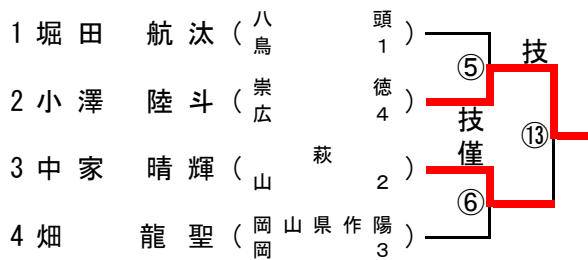 1 堀田 航汰 (八頭 鳥1)
⑤ 技
2 小澤 陸斗 (崇徳 広4)
技僅 ⑬
3 中家 晴輝 (萩 山2)
⑥
4 畑 龍聖 (岡山県作陽 岡3)